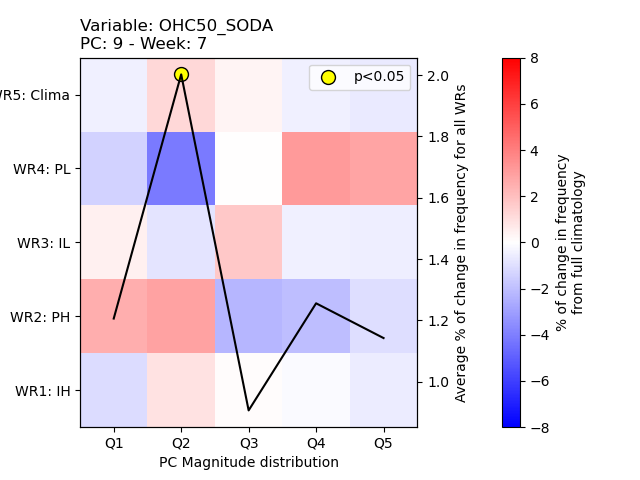 Variable: OHC50_SODA
PC: 9 - Week: 7
p<0.05
WR5: Clima
WR4: PL
WR3: IL
WR2: PH
WR1: IH
Q1 Q2 Q3 Q4 Q5
PC Magnitude distribution
2.0
1.8
1.6
1.4
1.2
1.0
Average % of change in frequency for all WRs
8
6
4
2
0
−2
−4
−6
−8
% of change in frequency
from full climatology